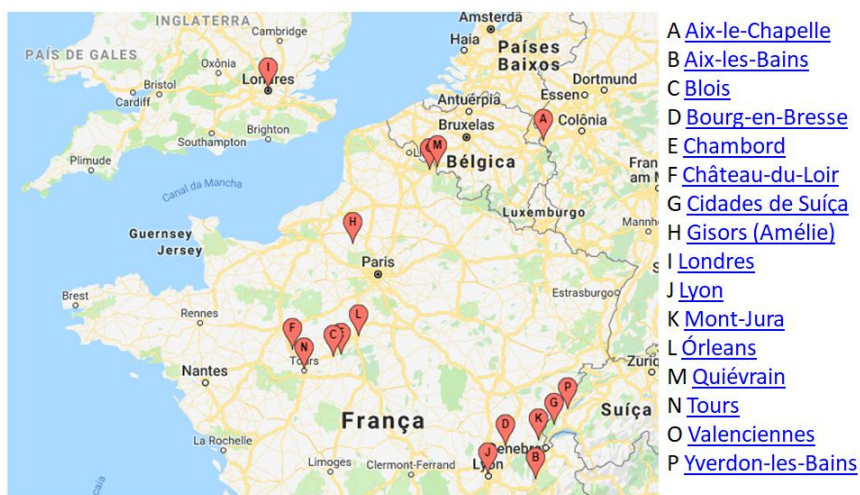 INGLATERRA
Cambridge
Amsterdã
Haia
Países
Baixos
PAÍS DE GALES
Oxônia
I
Londres
Bristol
Cardiff
Dortmund
Essen
Antuérpia
A
Colônia
Bruxelas
Brighton
Southampton
M
Bélgica
Plimude
Canal da Mancha
Luxemburgo
Guernsey
Jersey
H
Paris
Brest
Rennes
Estrasburgo
L
F
C
N
Tours
Nantes
P
G
Suíça
França
K
D
La Rochelle
J
B
Limoges
Clermont-Ferrand
Lyon
A Aix-le-Chapelle
B Aix-les-Bains
C Blois
D Bourg-en-Bresse
E Chambord
F Château-du-Loir
G Cidades de Suíça
H Gisors (Amélie)
I Londres
J Lyon
K Mont-Jura
L Órleans
M Quiévrain
N Tours
O Valenciennes
P Yverdon-les-Bains